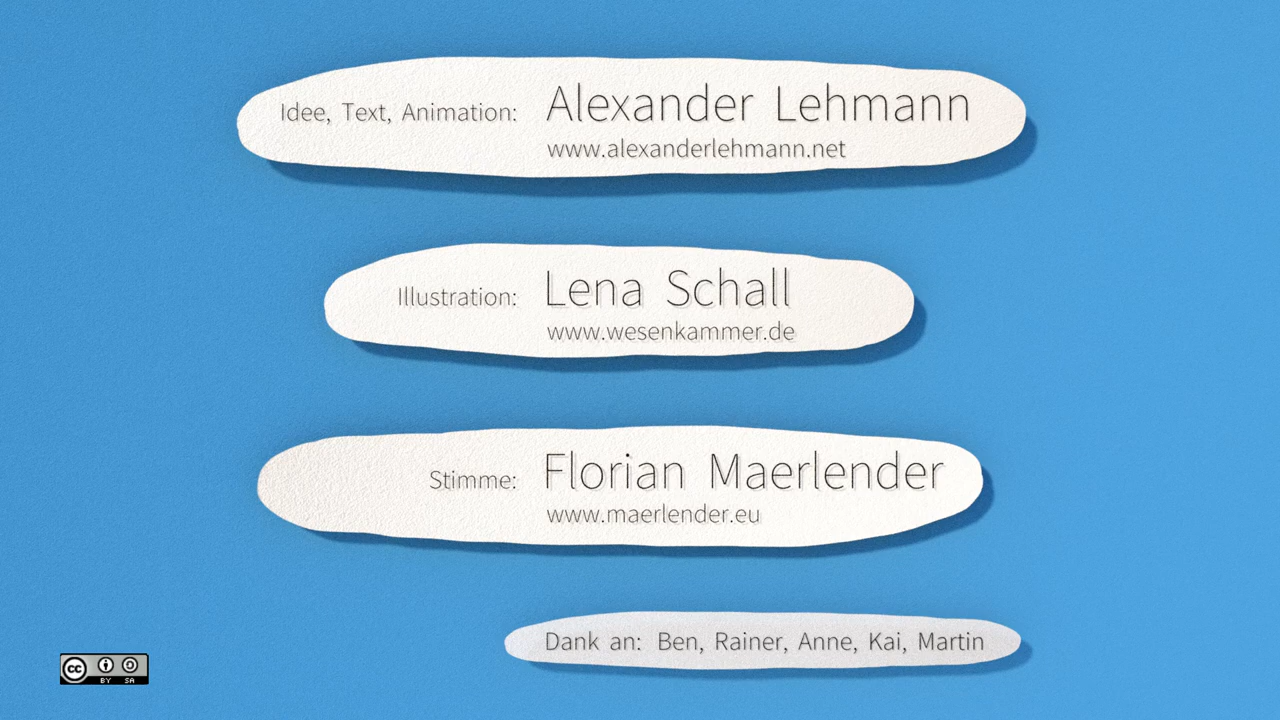 Idee, Text, Animation: Alexander Lehmann
www.alexanderlehmann.net
Illustration: Lena Schall
www.wesenkammer.de
Stimme: Florian Maerlender
www.maerlender.eu
Dank an: Ben, Rainer, Anne, Kai, Martin
cc
BY SA